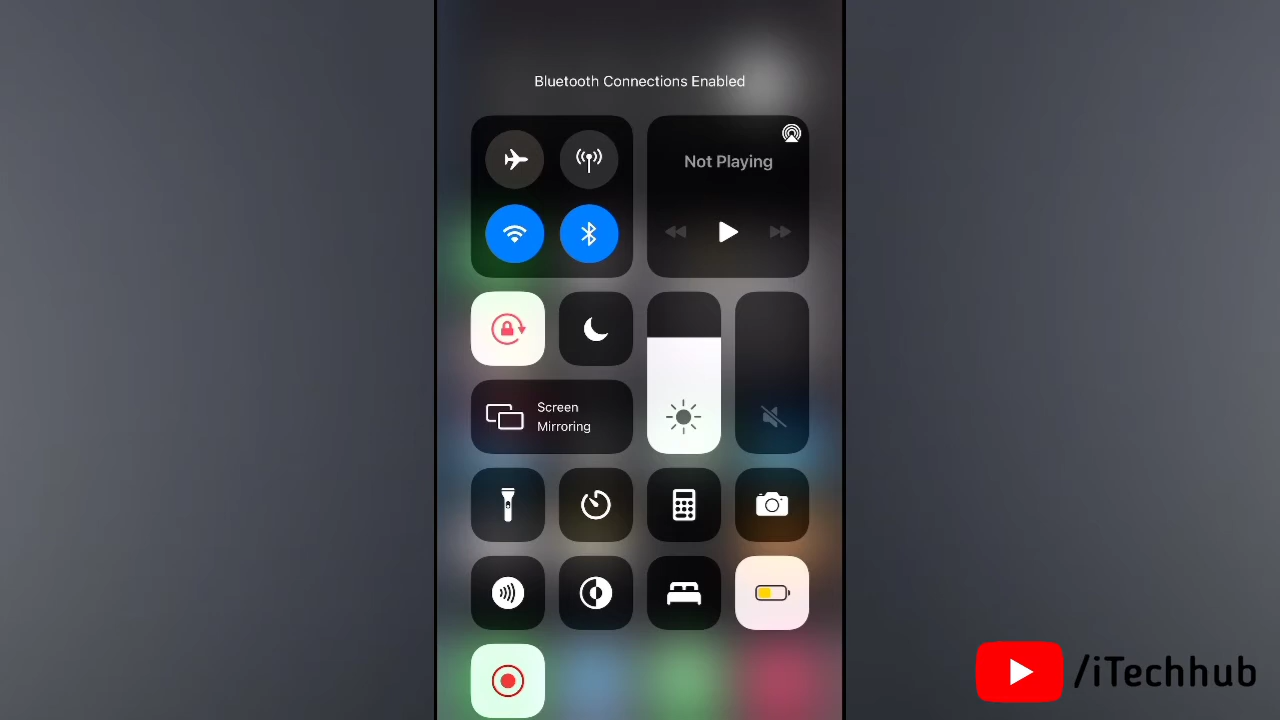 Bluetooth Connections Enabled
Not Playing
Screen
Mirroring
/iTechhub